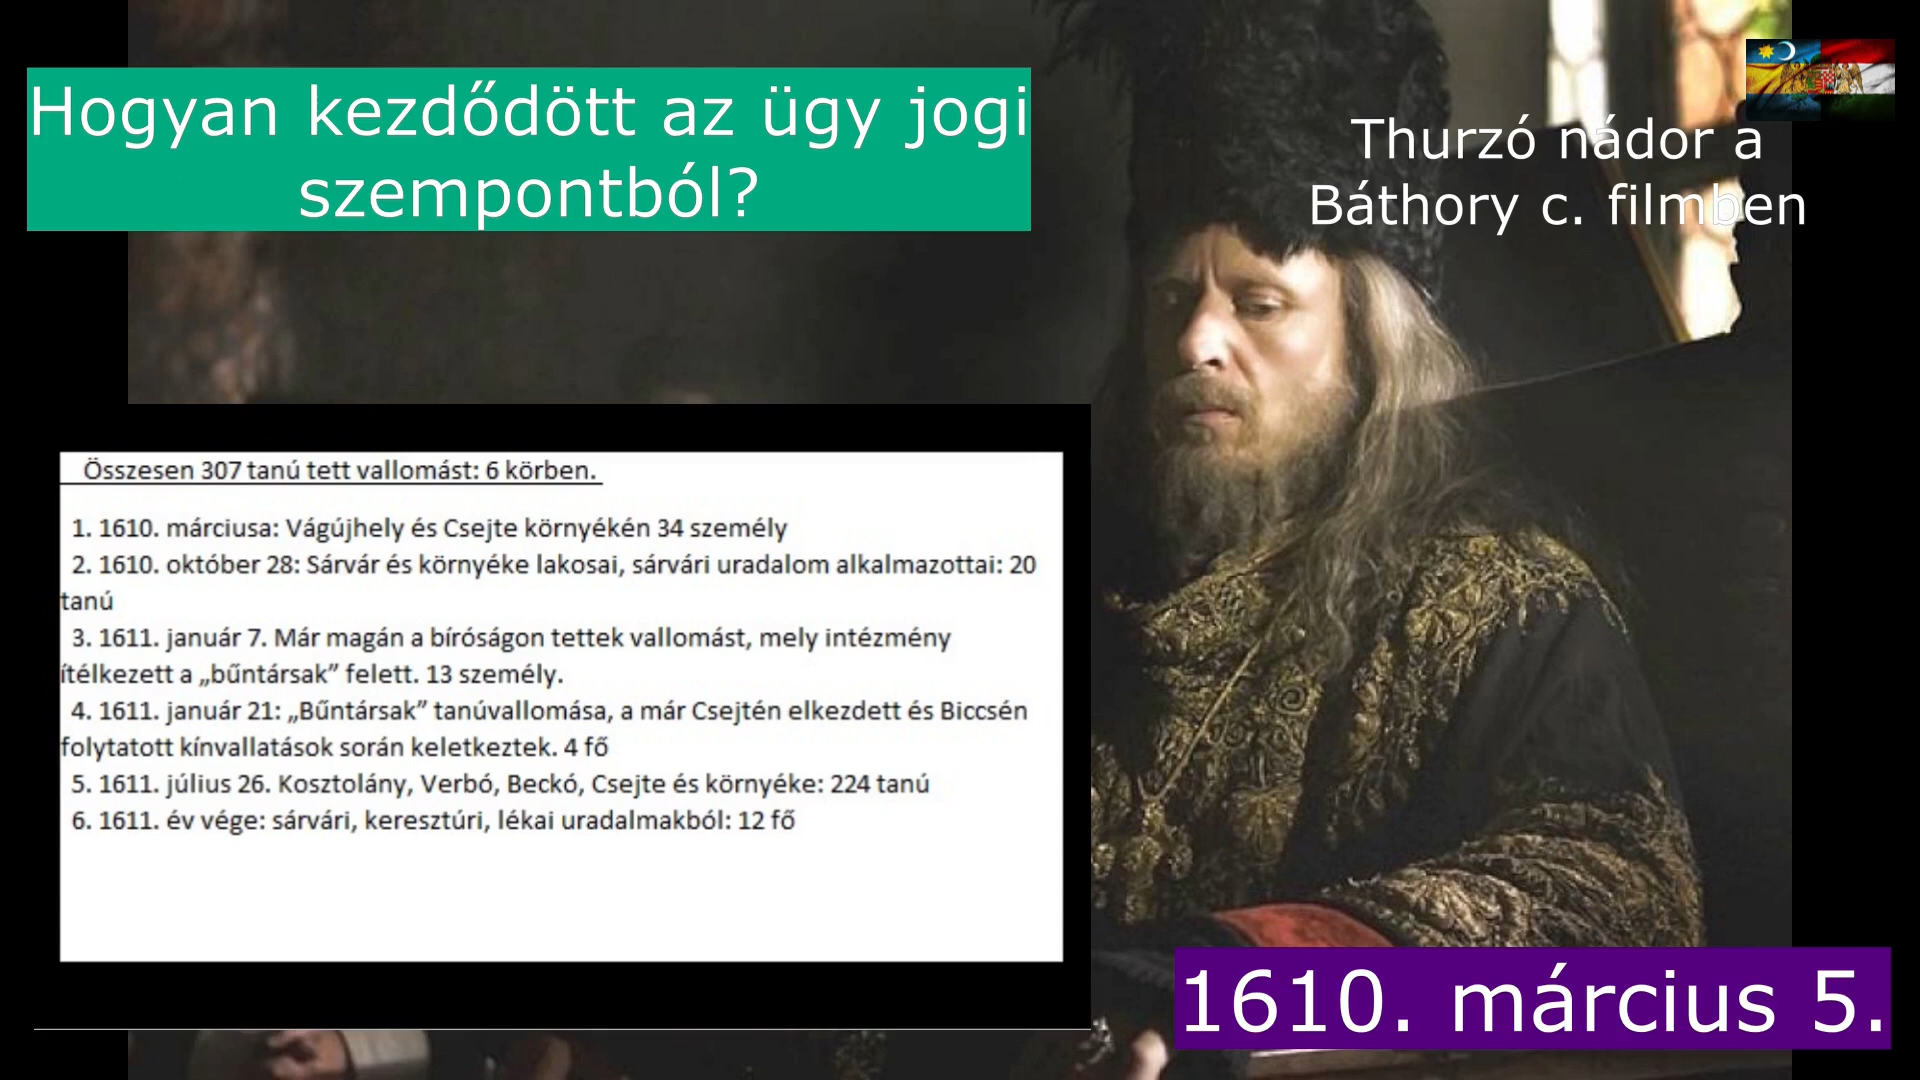 Hogyan kezdődött az ügy jogi
szempontból?
Thurzó nádor a
Báthory c. filmben
Összesen 307 tanú tett vallomást: 6 körben.
1. 1610. márciusa: Vágújhely és Csejte környékén 34 személy
2. 1610. október 28: Sárvár és környéke lakosai, sárvári uradalom alkalmazottai: 20
tanú
3. 1611. január 7. Már magán a bíróságon tettek vallomást, mely intézmény
ítélkezett a „bűntársak” felett. 13 személy.
4. 1611. január 21: „Bűntársak” tanúvallomása, a már Csejtén elkezdett és Biccsén
folytatott kínvallatások során keletkeztek. 4 fő
5. 1611. július 26. Kosztolány, Verbó, Beckó, Csejte és környéke: 224 tanú
6. 1611. év vége: sárvári, keresztúri, lékai uradalmakból: 12 fő
1610. március 5.